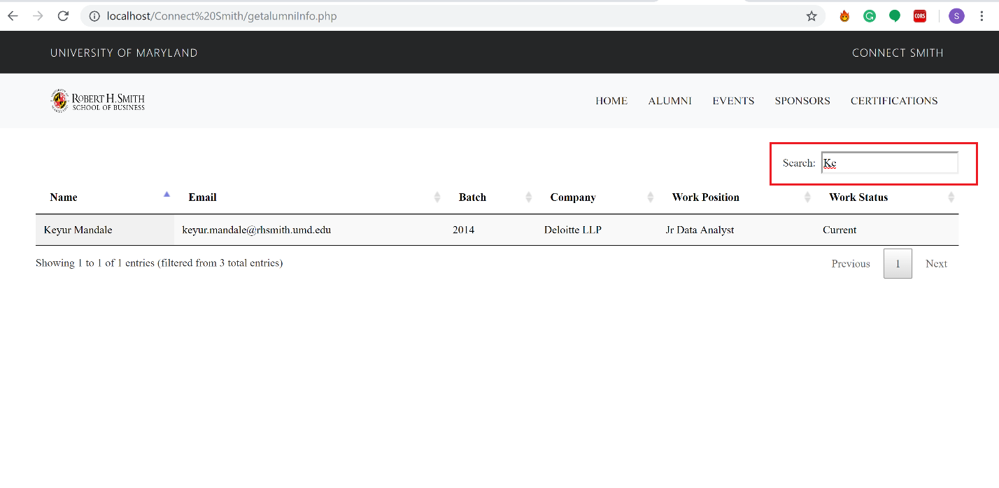 localhost/Connect%20Smith/getalumniInfo.php
CORS
S
UNIVERSITY OF MARYLAND CONNECT SMITH
ROBERT H. SMITH
SCHOOL OF BUSINESS
HOME ALUMNI EVENTS SPONSORS CERTIFICATIONS
Search: Ke
Name Email Batch Company Work Position Work Status
Keyur Mandale keyur.mandale@rhsmith.umd.edu 2014 Deloitte LLP Jr Data Analyst Current
Showing 1 to 1 of 1 entries (filtered from 3 total entries) Previous 1 Next